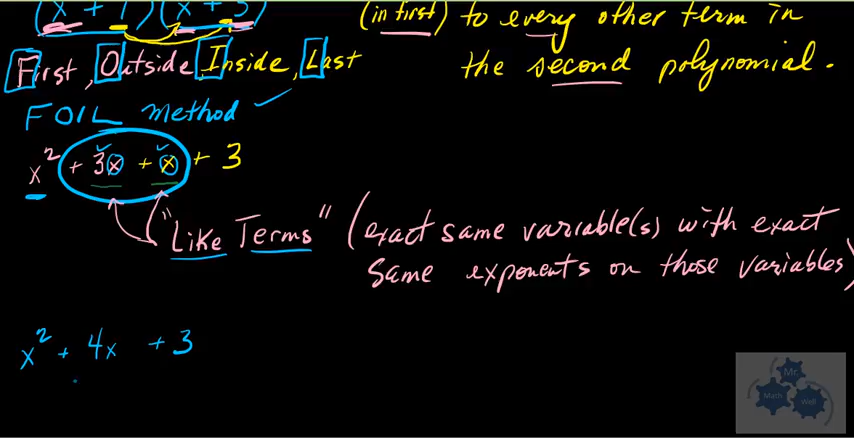 (x + 1)(x + 3)
(in first) to every other term in
the second polynomial.
First, Outside, Inside, Last
FOIL method ✓
x² + 3x + x + 3
"Like Terms" (exact same variable(s) with exact
same exponents on those variables)
x² + 4x + 3
Mr.
Math
Well